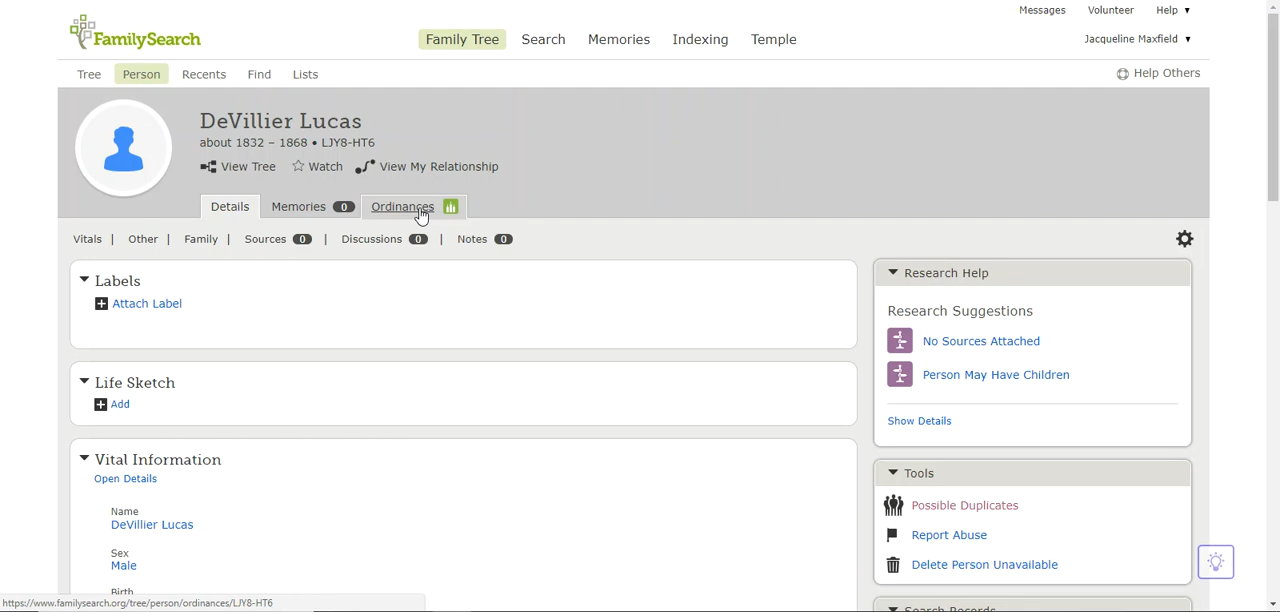 Messages Volunteer Help ▼
FamilySearch
Family Tree Search Memories Indexing Temple
Jacqueline Maxfield ▼
Tree Person Recents Find Lists
Help Others
DeVillier Lucas
about 1832 – 1868 • LJY8-HT6
View Tree Watch View My Relationship
Details Memories 0 Ordinances
Vitals | Other | Family | Sources 0 | Discussions 0 | Notes 0
Labels
Attach Label
Life Sketch
Add
Vital Information
Open Details
Name
DeVillier Lucas
Sex
Male
Birth
https://www.familysearch.org/tree/person/ordinances/LJY8-HT6
Research Help
Research Suggestions
No Sources Attached
Person May Have Children
Show Details
Tools
Possible Duplicates
Report Abuse
Delete Person Unavailable
Search Records